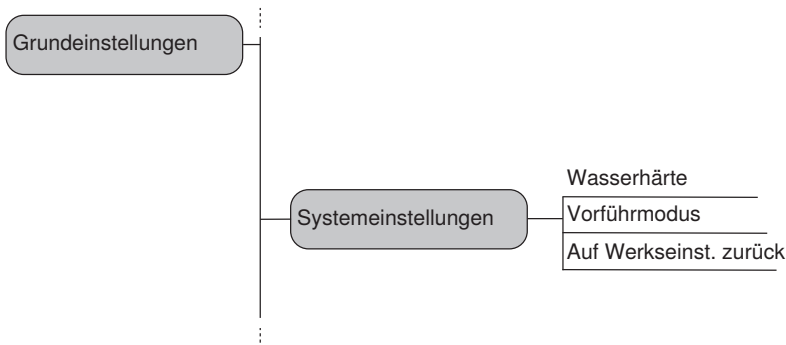 Grundeinstellungen
Systemeinstellungen
Wasserhärte
Vorführmodus
Auf Werkseinst. zurück